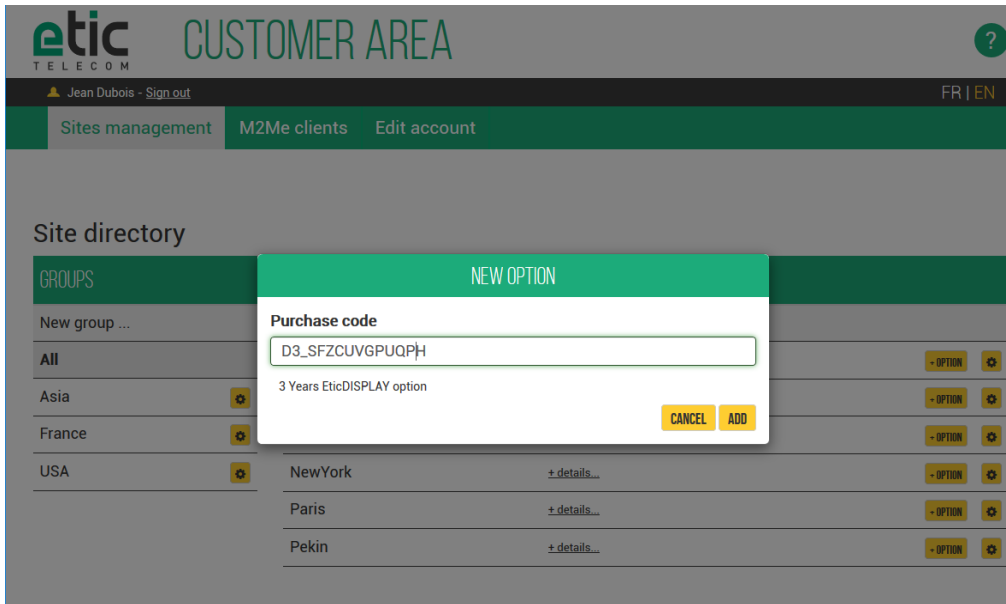 etic
TELECOM
CUSTOMER AREA
?
Jean Dubois - Sign out
FR | EN
Sites management M2Me clients Edit account
Site directory
GROUPS
New group ...
All
Asia
France
USA
NEW OPTION
Purchase code
D3_SFZCUVGPUQPH
3 Years EticDISPLAY option
CANCEL ADD
+ OPTION
+ OPTION
+ OPTION
NewYork + details... + OPTION
Paris + details... + OPTION
Pekin + details... + OPTION